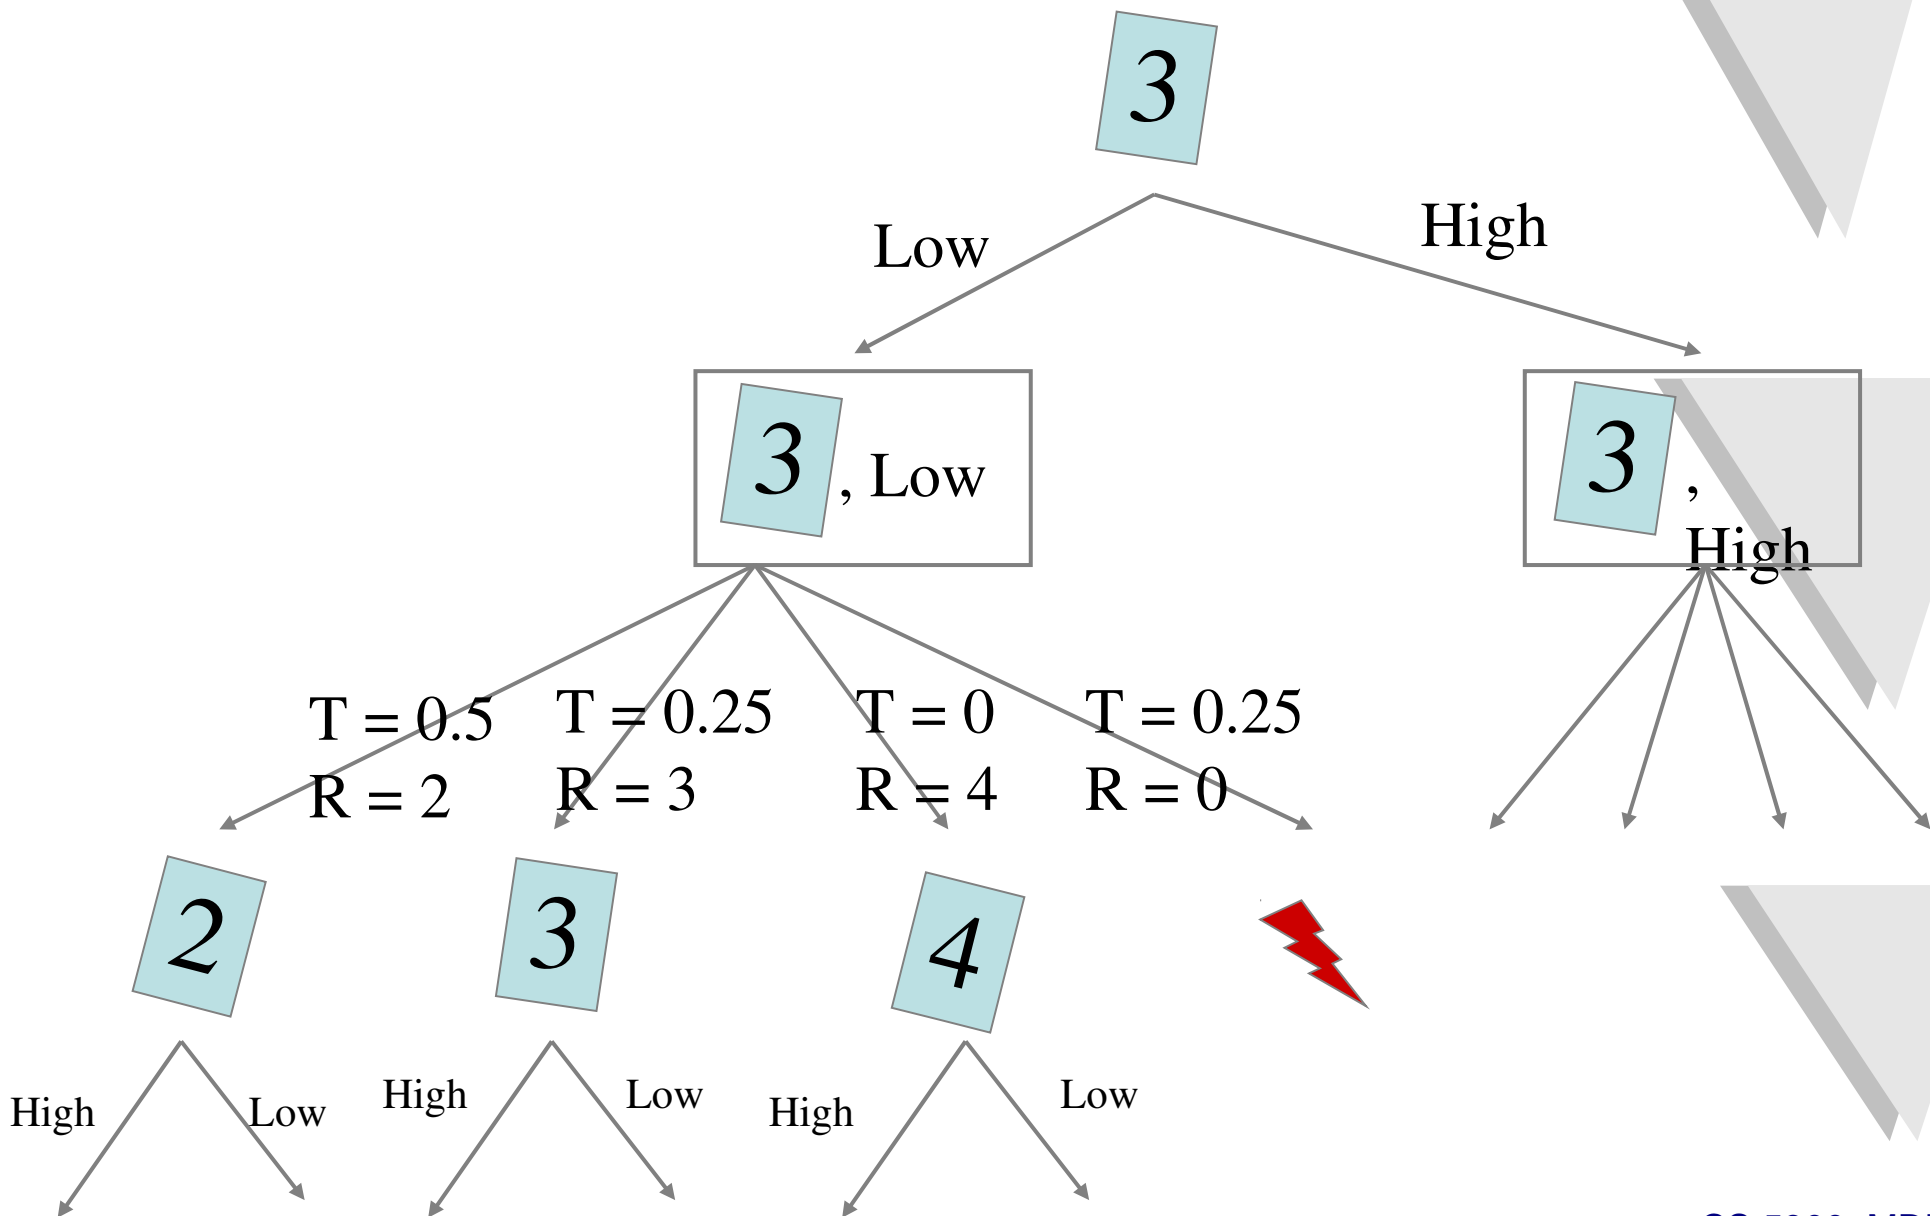 3
Low
High
3 , Low
3 ,
High
T = 0.5
R = 2
T = 0.25
R = 3
T = 0
R = 4
T = 0.25
R = 0
2
3
4
High
Low
High
Low
High
Low